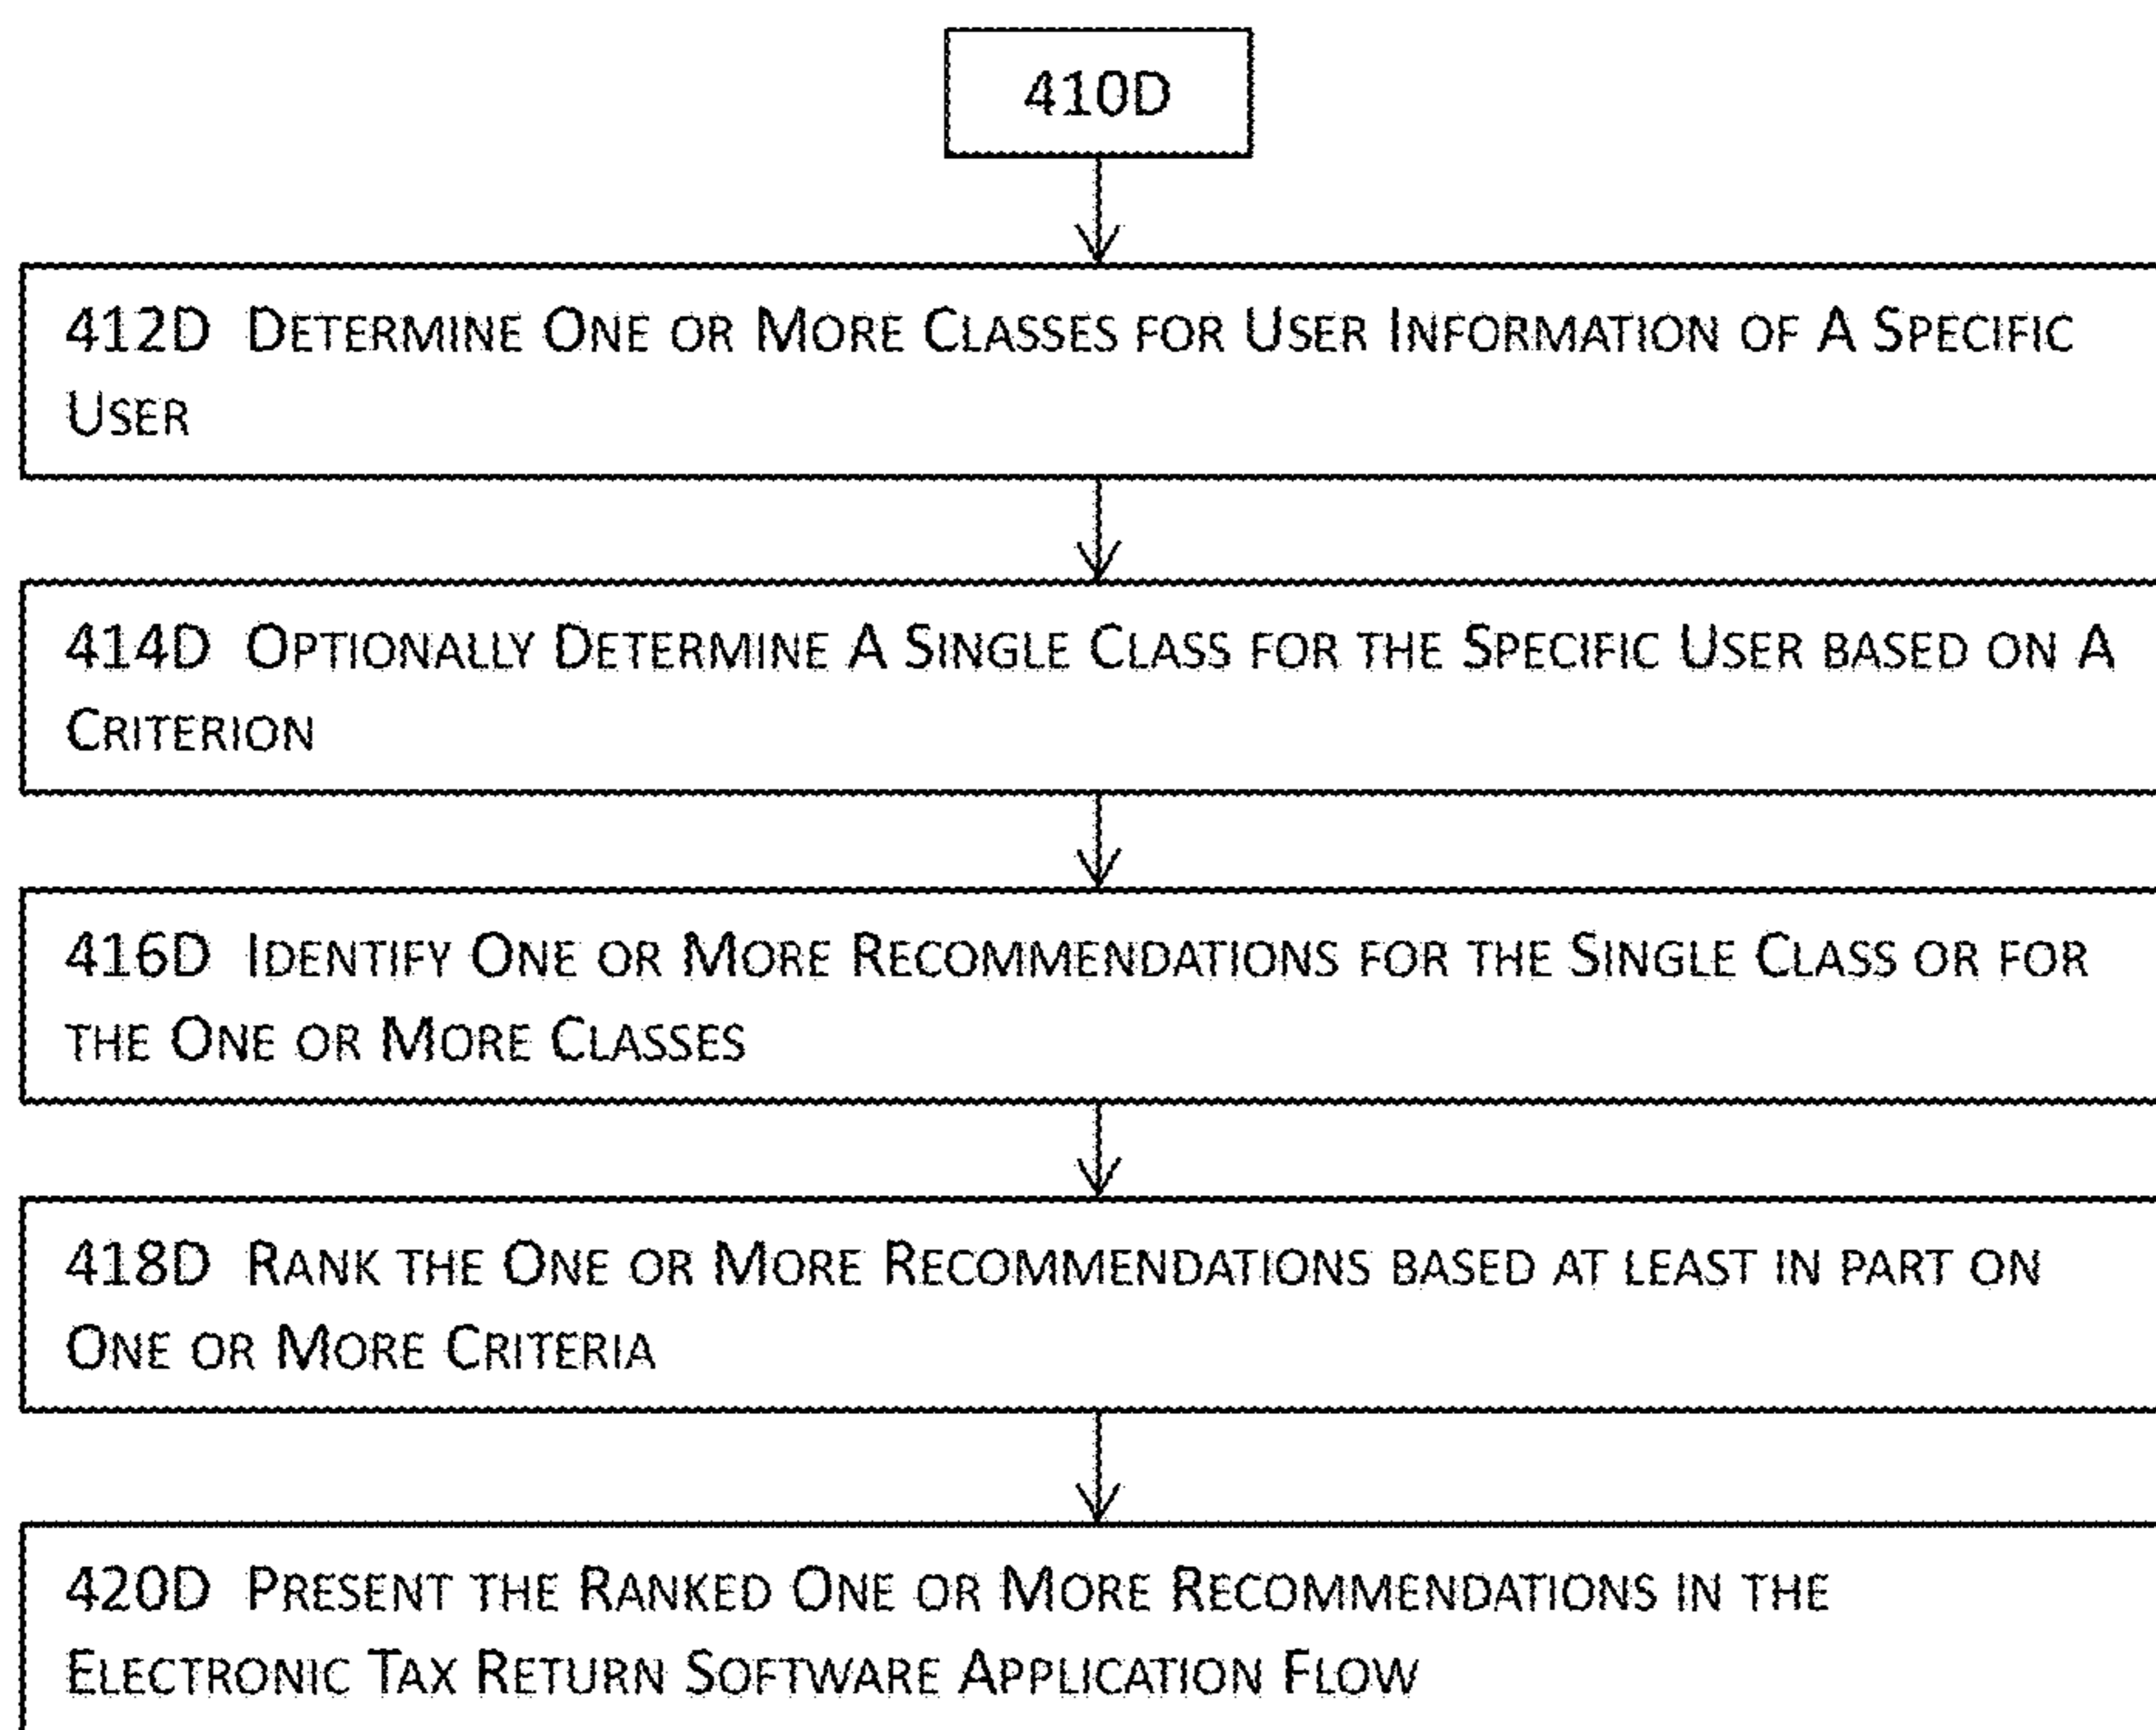 410D
412D DETERMINE ONE OR MORE CLASSES FOR USER INFORMATION OF A SPECIFIC
USER
414D OPTIONALLY DETERMINE A SINGLE CLASS FOR THE SPECIFIC USER BASED ON A
CRITERION
416D IDENTIFY ONE OR MORE RECOMMENDATIONS FOR THE SINGLE CLASS OR FOR
THE ONE OR MORE CLASSES
418D RANK THE ONE OR MORE RECOMMENDATIONS BASED AT LEAST IN PART ON
ONE OR MORE CRITERIA
420D PRESENT THE RANKED ONE OR MORE RECOMMENDATIONS IN THE
ELECTRONIC TAX RETURN SOFTWARE APPLICATION FLOW